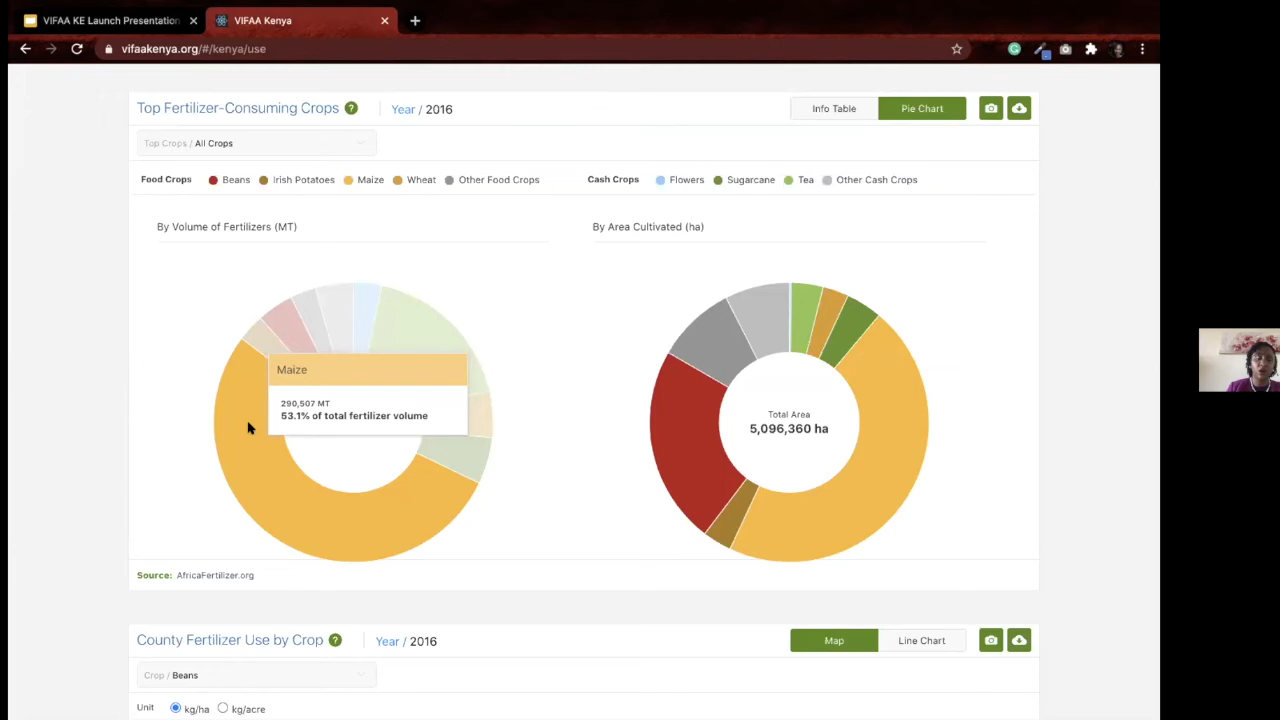 VIFAA KE Launch Presentation
VIFAA Kenya
vifaakenya.org/#/kenya/use
Top Fertilizer-Consuming Crops ? Year / 2016 Info Table Pie Chart
Top Crops / All Crops
Food Crops Beans Irish Potatoes Maize Wheat Other Food Crops Cash Crops Flowers Sugarcane Tea Other Cash Crops
By Volume of Fertilizers (MT)
By Area Cultivated (ha)
Maize
290,507 MT
53.1% of total fertilizer volume
Total Area
5,096,360 ha
Source: AfricaFertilizer.org
County Fertilizer Use by Crop ? Year / 2016 Map Line Chart
Crop / Beans
Unit kg/ha kg/acre